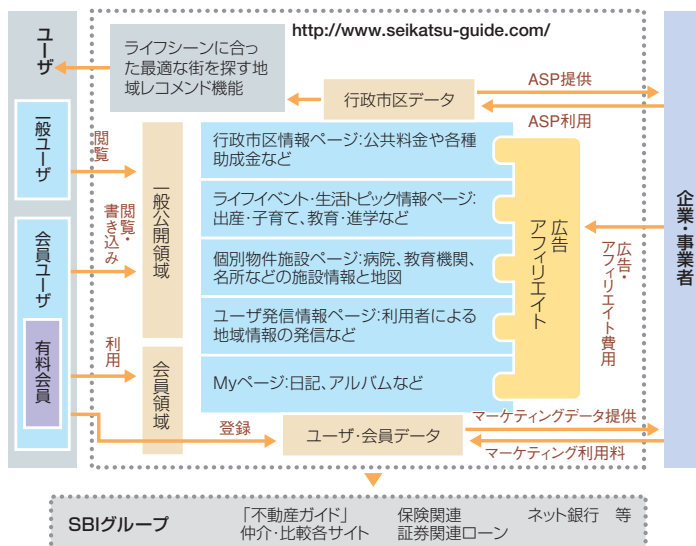 ユーザ
一般ユーザ
会員ユーザ
有料会員
ライフシーンに合っ
た最適な街を探す地
域レコメンド機能
http://www.seikatsu-guide.com/
行政市区データ
ASP提供
ASP利用
閲覧
閲覧・
書き込み
利用
登録
一般公開領域
会員領域
行政市区情報ページ:公共料金や各種
助成金など
ライフイベント・生活トピック情報ページ:
出産・子育て、教育・進学など
個別物件施設ページ:病院、教育機関、
名所などの施設情報と地図
ユーザ発信情報ページ:利用者による
地域情報の発信など
Myページ:日記、アルバムなど
広告
アフィリエイト
広告・
アフィリエイト費用
企業・事業者
ユーザ・会員データ
マーケティングデータ提供
マーケティング利用料
SBIグループ
「不動産ガイド」 保険関連 ネット銀行 等
仲介・比較各サイト 証券関連ローン